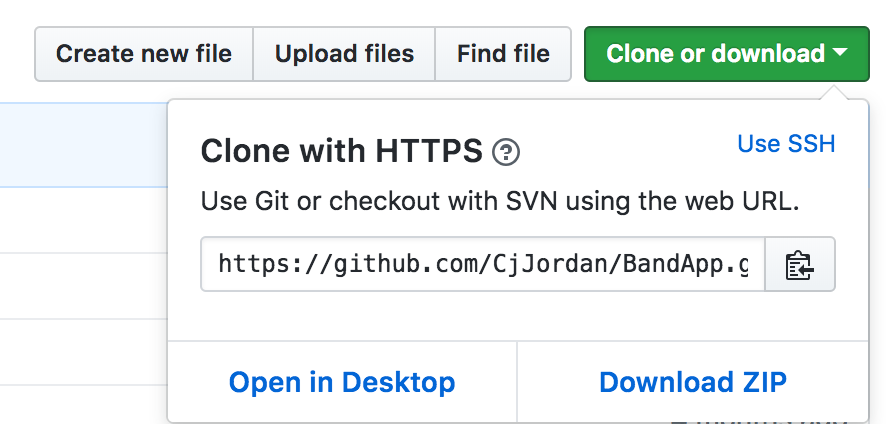 Create new file
Upload files
Find file
Clone or download
Clone with HTTPS ?
Use SSH
Use Git or checkout with SVN using the web URL.
https://github.com/CjJordan/BandApp.g
Open in Desktop
Download ZIP